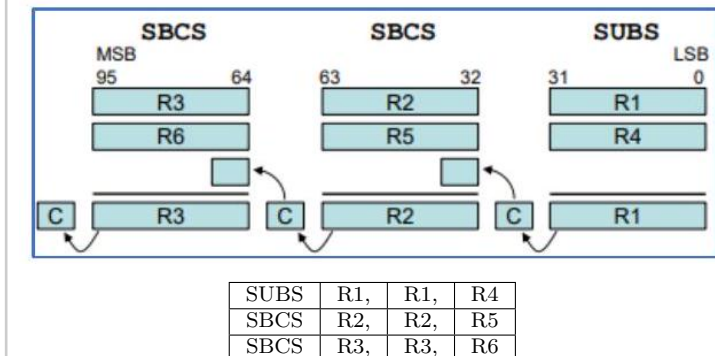 SBCS SBCS SUBS
MSB LSB
95 64 63 32 31 0
R3 R2 R1
R6 R5 R4
C R3 C R2 C R1
SUBS R1, R1, R4
SBCS R2, R2, R5
SBCS R3, R3, R6